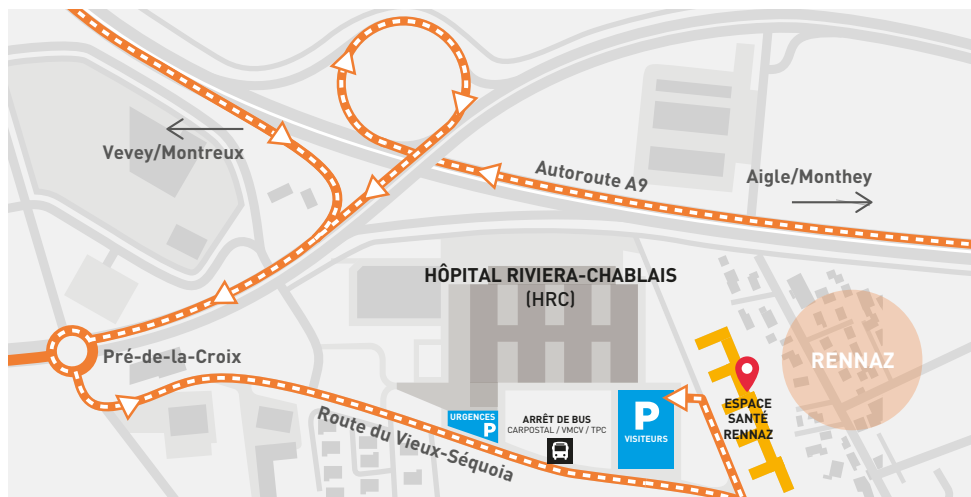 Vevey/Montreux
Autoroute A9
Aigle/Monthey
HÔPITAL RIVIERA-CHABLAIS
(HRC)
Pré-de-la-Croix
RENNAZ
ESPACE
SANTÉ
RENNAZ
URGENCES
P
ARRÊT DE BUS
CARPOSTAL / VMCV / TPC
P
VISITEURS
Route du Vieux-Séquoia